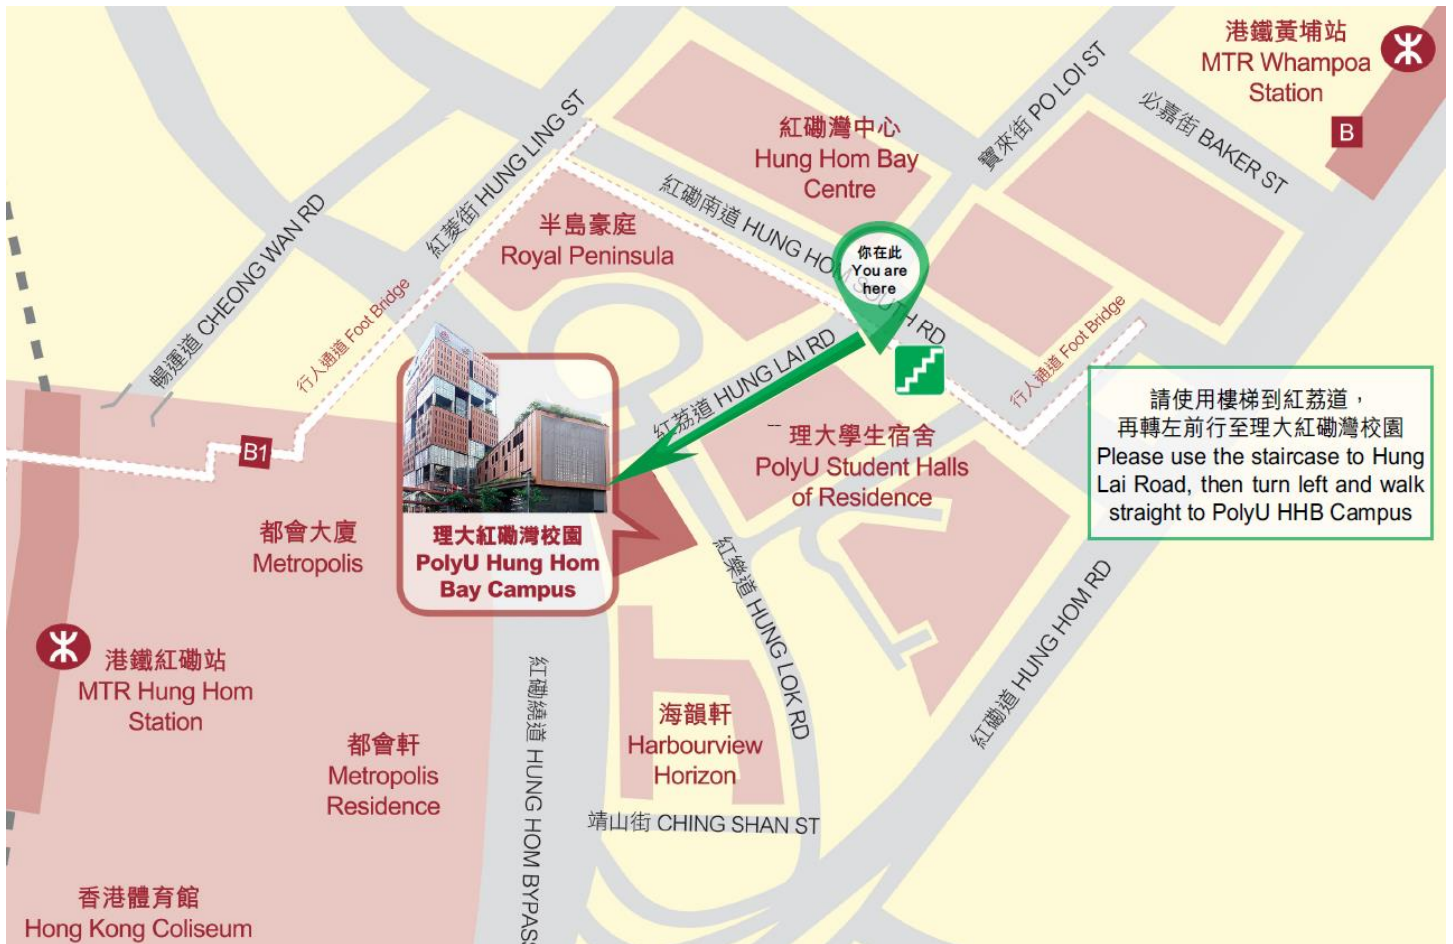 港鐵黃埔站
MTR Whampoa
Station
B
必嘉街 BAKER ST
寶來街 PO LOI ST
紅磡灣中心
Hung Hom Bay
Centre
紅磡南道 HUNG HOM SOUTH RD
紅菱街 HUNG LING ST
半島豪庭
Royal Peninsula
暢運道 CHEONG WAN RD
行人通道 Foot Bridge
你在此
You are
here
紅荔道 HUNG LAI RD
行人通道 Foot Bridge
請使用樓梯到紅荔道，
再轉左前行至理大紅磡灣校園
Please use the staircase to Hung
Lai Road, then turn left and walk
straight to PolyU HHB Campus
B1
理大學生宿舍
PolyU Student Halls
of Residence
理大紅磡灣校園
PolyU Hung Hom
Bay Campus
都會大廈
Metropolis
紅樂道 HUNG LOK RD
紅磡道 HUNG HOM RD
港鐵紅磡站
MTR Hung Hom
Station
都會軒
Metropolis
Residence
紅磡繞道 HUNG HOM BYPASS
海韻軒
Harbourview
Horizon
靖山街 CHING SHAN ST
香港體育館
Hong Kong Coliseum